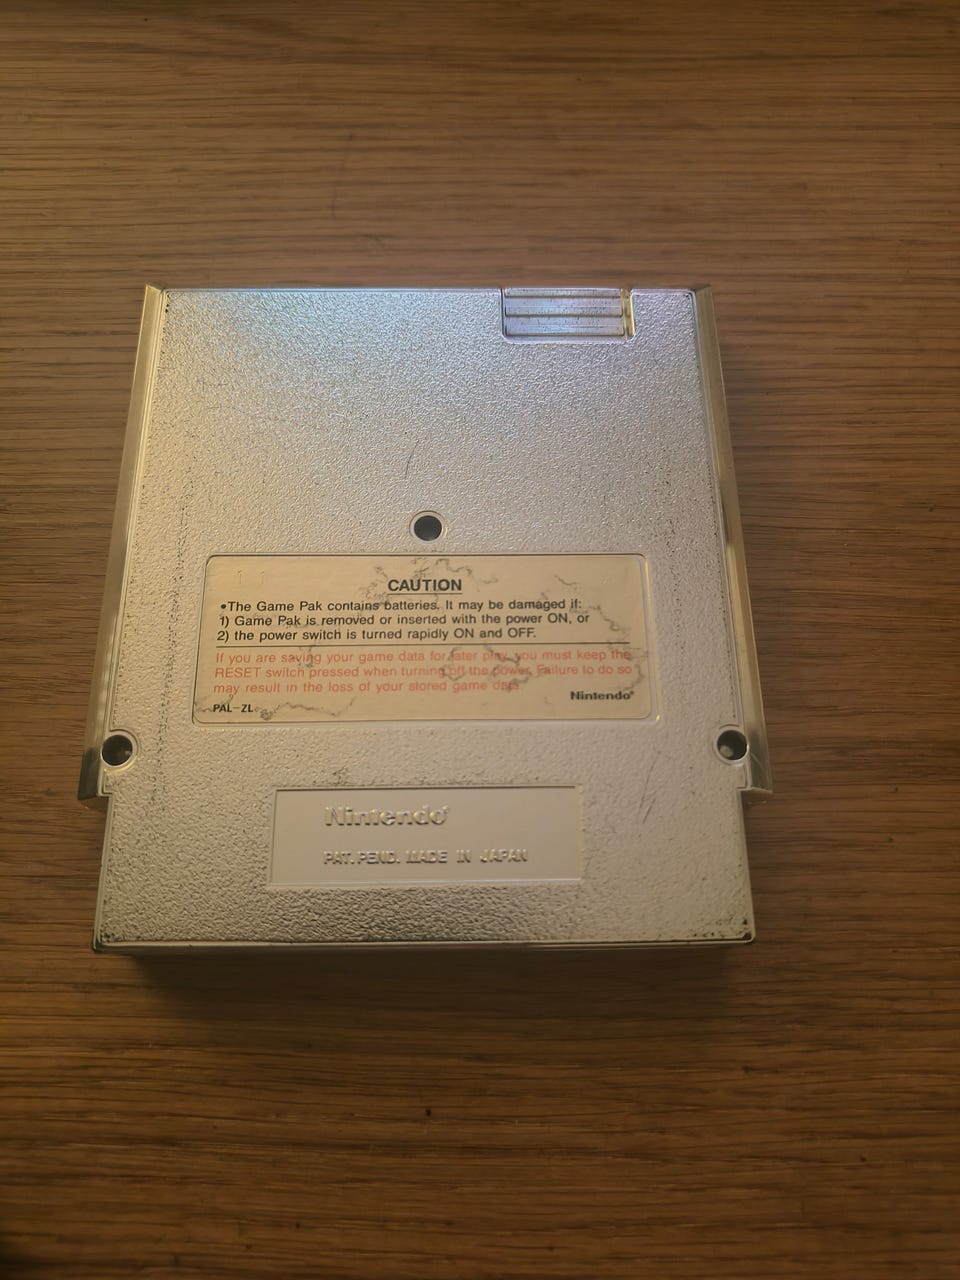 CAUTION
•The Game Pak contains batteries. It may be damaged if:
1) Game Pak is removed or inserted with the power ON, or
2) the power switch is turned rapidly ON and OFF.
If you are saving your game data for later play, you must keep the
RESET switch pressed when turning off the power. Failure to do so
may result in the loss of your stored game data.
Nintendo®
PAL-ZL
Nintendo®
PAT. PEND. MADE IN JAPAN